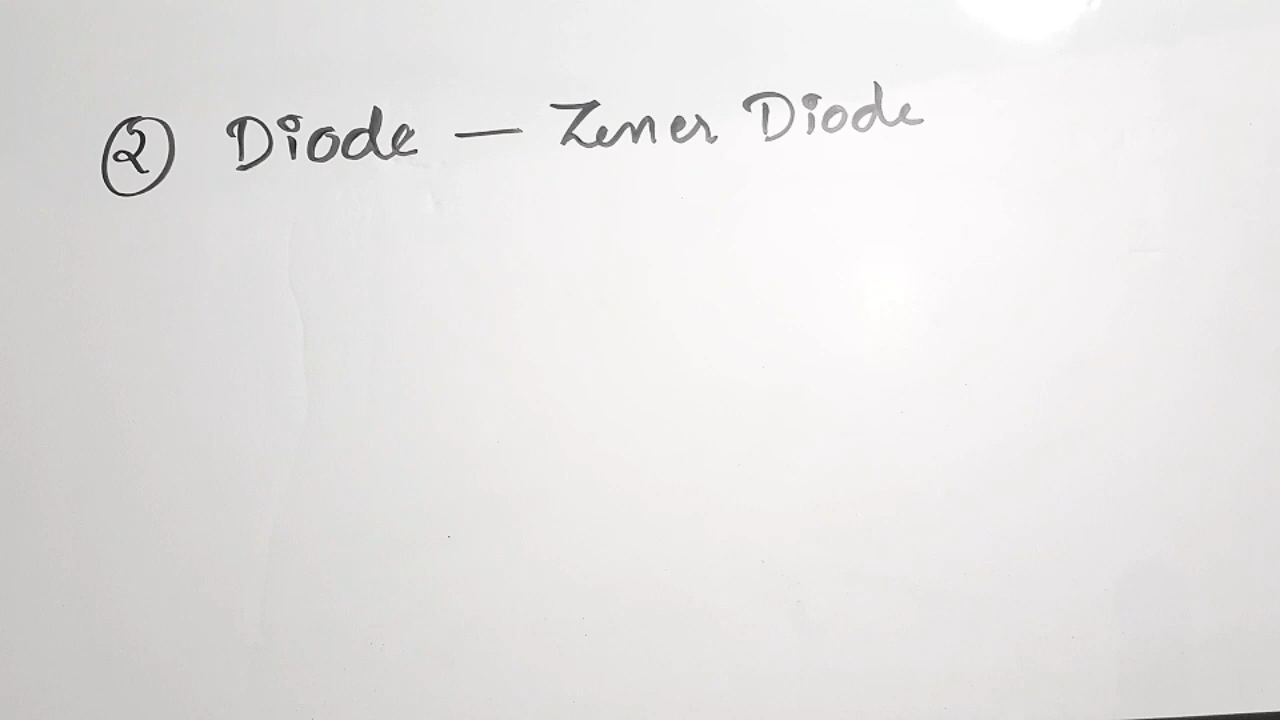 ② Diode — Zener Diode